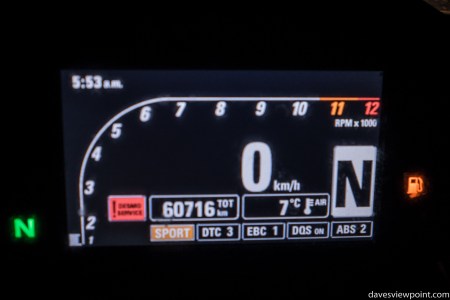 5:53 a.m.
6 7 8 9 10 11 12
5
RPM x 1000
4
0 km/h
N
3
! DESMO SERVICE
60716 TOT km
7°C AIR
2
1
SPORT DTC 3 EBC 1 DQS ON ABS 2
N
davesviewpoint.com